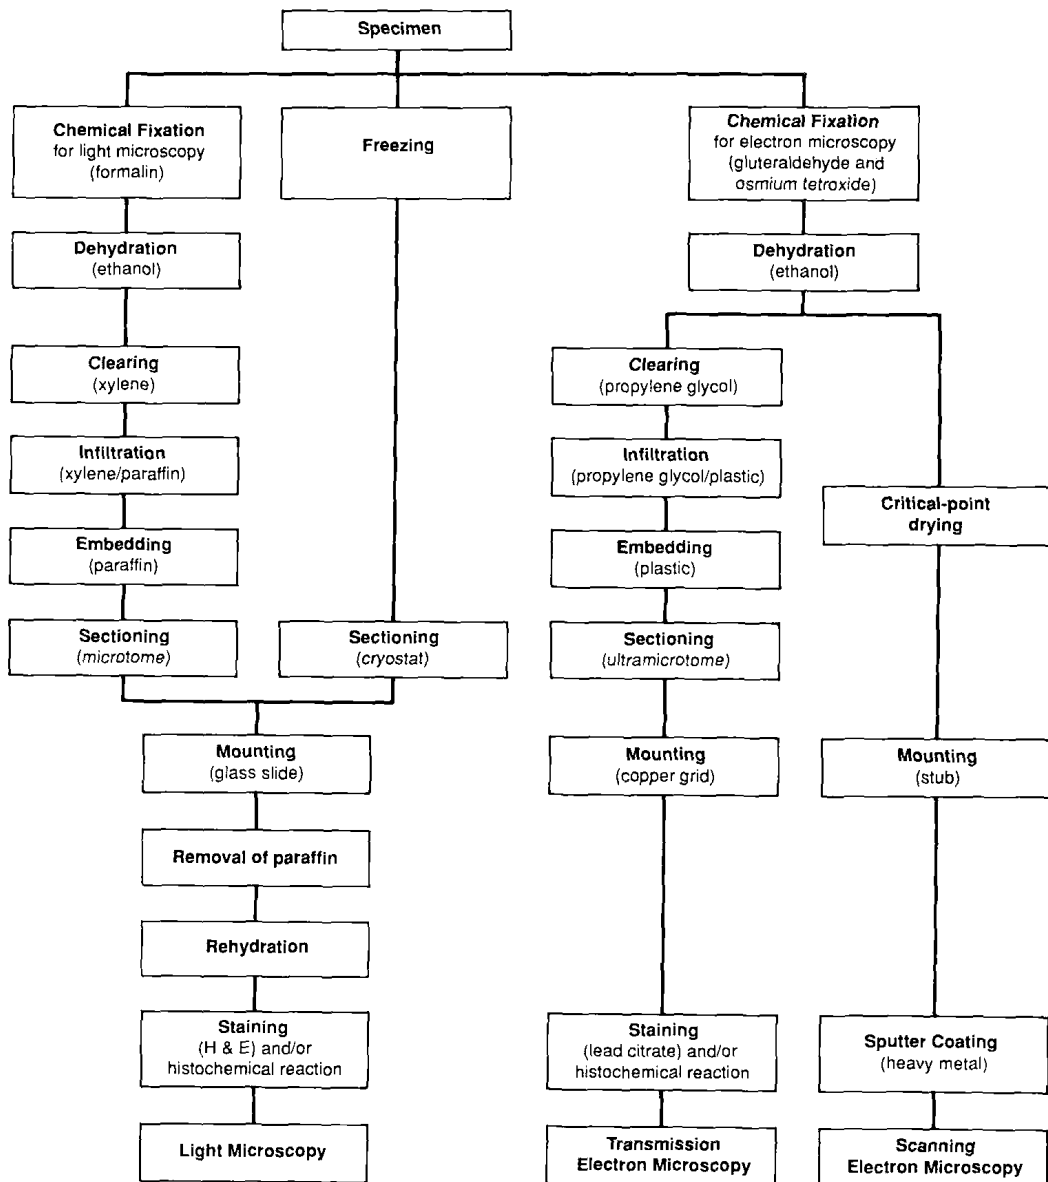 Specimen
Chemical Fixation
for light microscopy
(formalin)
Freezing
Chemical Fixation
for electron microscopy
(gluteraldehyde and
osmium tetroxide)
Dehydration
(ethanol)
Dehydration
(ethanol)
Clearing
(xylene)
Clearing
(propylene glycol)
Infiltration
(xylene/paraffin)
Infiltration
(propylene glycol/plastic)
Critical-point
drying
Embedding
(paraffin)
Embedding
(plastic)
Sectioning
(microtome)
Sectioning
(cryostat)
Sectioning
(ultramicrotome)
Mounting
(glass slide)
Mounting
(copper grid)
Mounting
(stub)
Removal of paraffin
Rehydration
Staining
(H & E) and/or
histochemical reaction
Staining
(lead citrate) and/or
histochemical reaction
Sputter Coating
(heavy metal)
Light Microscopy
Transmission
Electron Microscopy
Scanning
Electron Microscopy